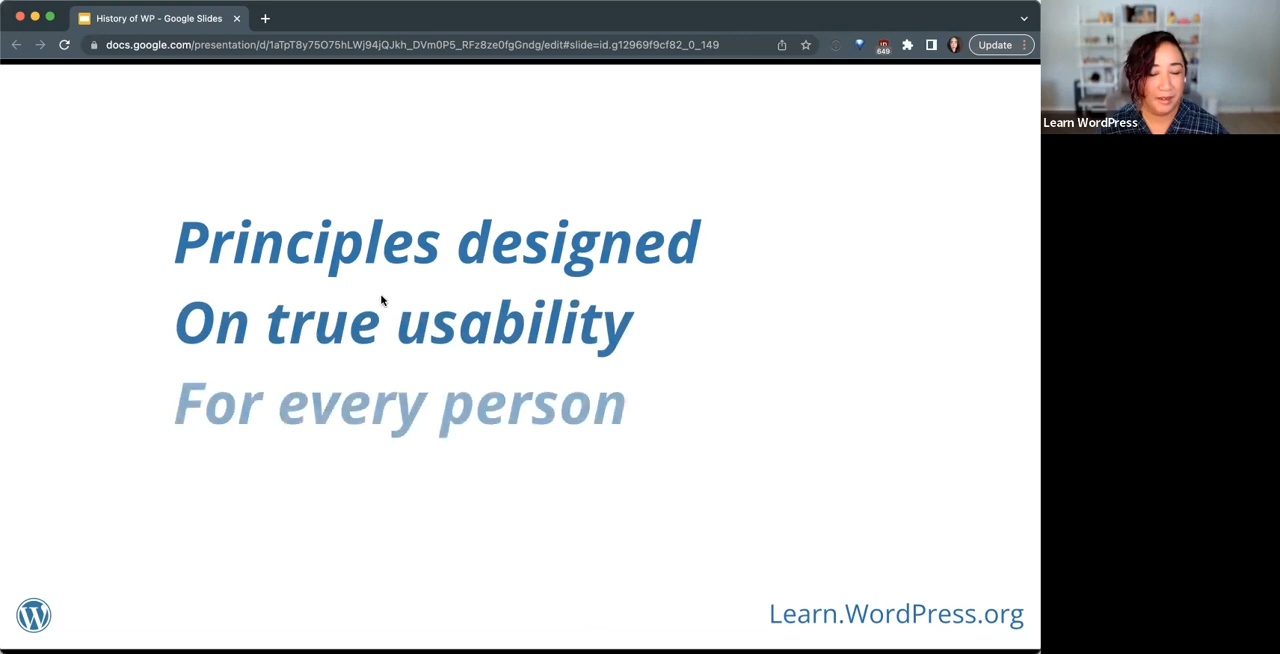 History of WP - Google Slides
docs.google.com/presentation/d/1aTpT8y75O75hLWj94jQJkh_DVm0P5_RFz8ze0fgGndg/edit#slide=id.g12969f9cf82_0_149
649
Update
Learn WordPress
Principles designed
On true usability
For every person
Learn.WordPress.org